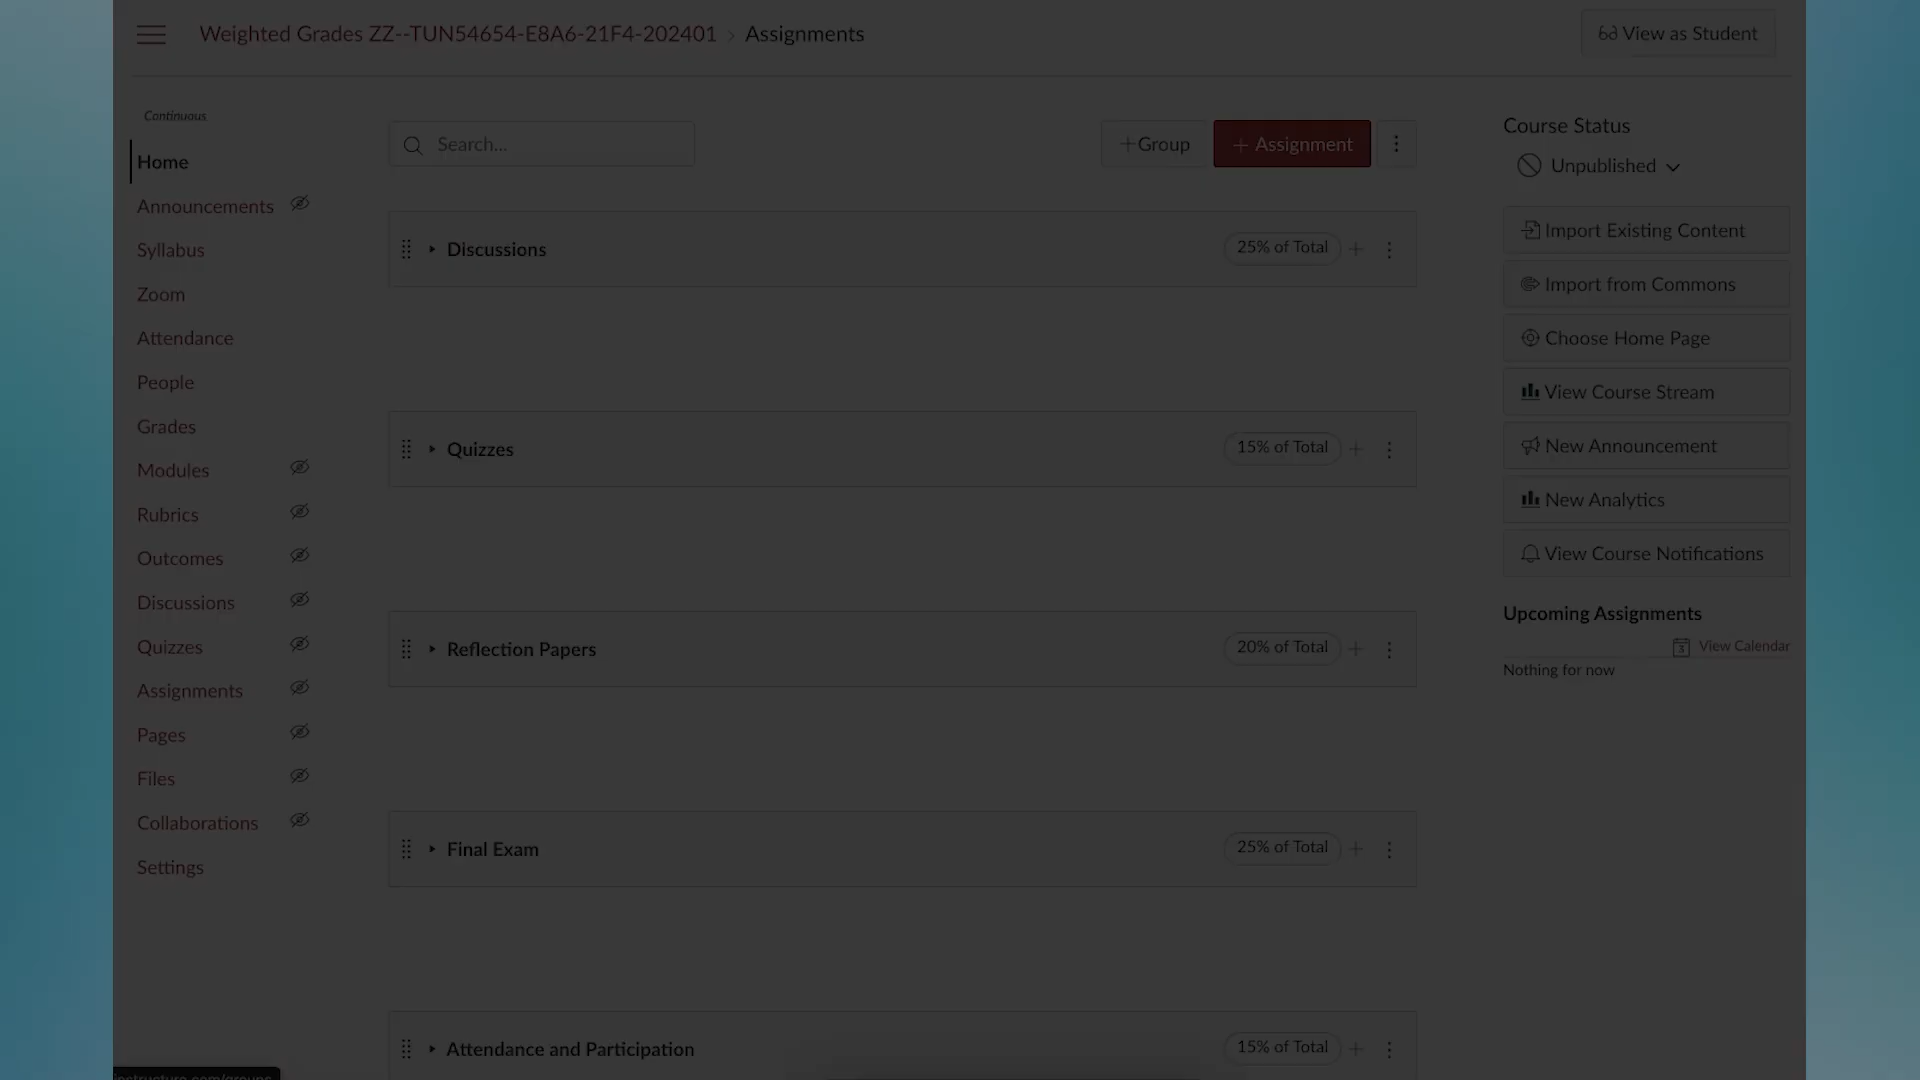 Weighted Grades ZZ--TUN54654-E8A6-21F4-202401 › Assignments
View as Student
Continuous
Home
Announcements
Syllabus
Zoom
Attendance
People
Grades
Modules
Rubrics
Outcomes
Discussions
Quizzes
Assignments
Pages
Files
Collaborations
Settings
Search...
+ Group
+ Assignment
Discussions
25% of Total
Quizzes
15% of Total
Reflection Papers
20% of Total
Final Exam
25% of Total
Attendance and Participation
15% of Total
Course Status
Unpublished
Import Existing Content
Import from Commons
Choose Home Page
View Course Stream
New Announcement
New Analytics
View Course Notifications
Upcoming Assignments
View Calendar
Nothing for now